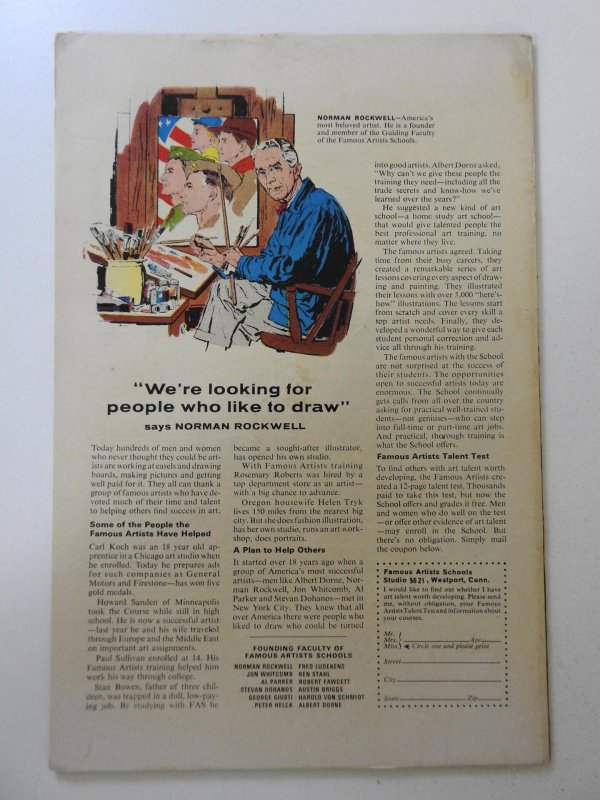 NORMAN ROCKWELL—America's
most beloved artist. He is a founder
and member of the Guiding Faculty
of the Famous Artists Schools.
"We're looking for
people who like to draw"
says NORMAN ROCKWELL
Today hundreds of men and women
who never thought they could be art-
ists are working at easels and drawing
boards, making pictures and getting
well paid for it. They all can thank a
group of famous artists who have de-
voted much of their time and talent
to helping others find success in art.
Some of the People the
Famous Artists Have Helped
Carl Koch was an 18 year old ap-
prentice in a Chicago art studio when
he enrolled. Today he prepares ads
for such companies as General
Motors and Firestone—has won five
gold medals.
Howard Sanden of Minneapolis
took the Course while still in high
school. He is now a successful artist
—last year he and his wife traveled
through Europe and the Middle East
on important art assignments.
Paul Sullivan enrolled at 14. His
Famous Artists training helped him
work his way through college.
Stan Bowen, father of three chil-
dren, was trapped in a dull, low-pay-
ing job. By studying with FAS he
became a sought-after illustrator,
has opened his own studio.
With Famous Artists training
Rosemary Roberts was hired by a
top department store as an artist—
with a big chance to advance.
Oregon housewife Helen Tryk
lives 150 miles from the nearest big
city. But she does fashion illustration,
has her own studio, runs an art work-
shop, does portraits.
A Plan to Help Others
It started over 18 years ago when a
group of America's most successful
artists—men like Albert Dorne, Nor-
man Rockwell, Jon Whitcomb, Al
Parker and Stevan Dohanos—met in
New York City. They knew that all
over America there were people who
liked to draw who could be turned
FOUNDING FACULTY OF
FAMOUS ARTISTS SCHOOLS
NORMAN ROCKWELL FRED LUDEKENS
JON WHITCOMB BEN STAHL
AL PARKER ROBERT FAWCETT
STEVAN DOHANOS AUSTIN BRIGGS
GEORGE GIUSTI HAROLD VON SCHMIDT
PETER HELCK ALBERT DORNE
into good artists. Albert Dorne asked,
"Why can't we give these people the
training they need—including all the
trade secrets and know-how we've
learned over the years?"
He suggested a new kind of art
school—a home study art school—
that would give talented people the
best professional art training, no
matter where they live.
The famous artists agreed. Taking
time from their busy careers, they
created a remarkable series of art
lessons covering every aspect of draw-
ing and painting. They illustrated
their lessons with over 5,000 "here's-
how" illustrations. The lessons start
from scratch and cover every skill a
top artist needs. Finally, they de-
veloped a wonderful way to give each
student personal correction and ad-
vice all through his training.
The famous artists with the School
are not surprised at the success of
their students. The opportunities
open to successful artists today are
enormous. The School continually
gets calls from all over the country
asking for practical well-trained stu-
dents—not geniuses—who can step
into full-time or part-time art jobs.
And practical, thorough training is
what the School offers.
Famous Artists Talent Test
To find others with art talent worth
developing, the Famous Artists cre-
ated a 12-page talent test. Thousands
paid to take this test, but now the
School offers and grades it free. Men
and women who do well on the test
—or offer other evidence of art talent
—may enroll in the School. But
there's no obligation. Simply mail
the coupon below.
Famous Artists Schools
Studio 5621, Westport, Conn.
I would like to find out whether I have
art talent worth developing. Please send
me, without obligation, your Famous
Artists Talent Test and information about
your courses.
Mr.
Mrs. Age
Miss Circle one and please print
Street
City
State Zip